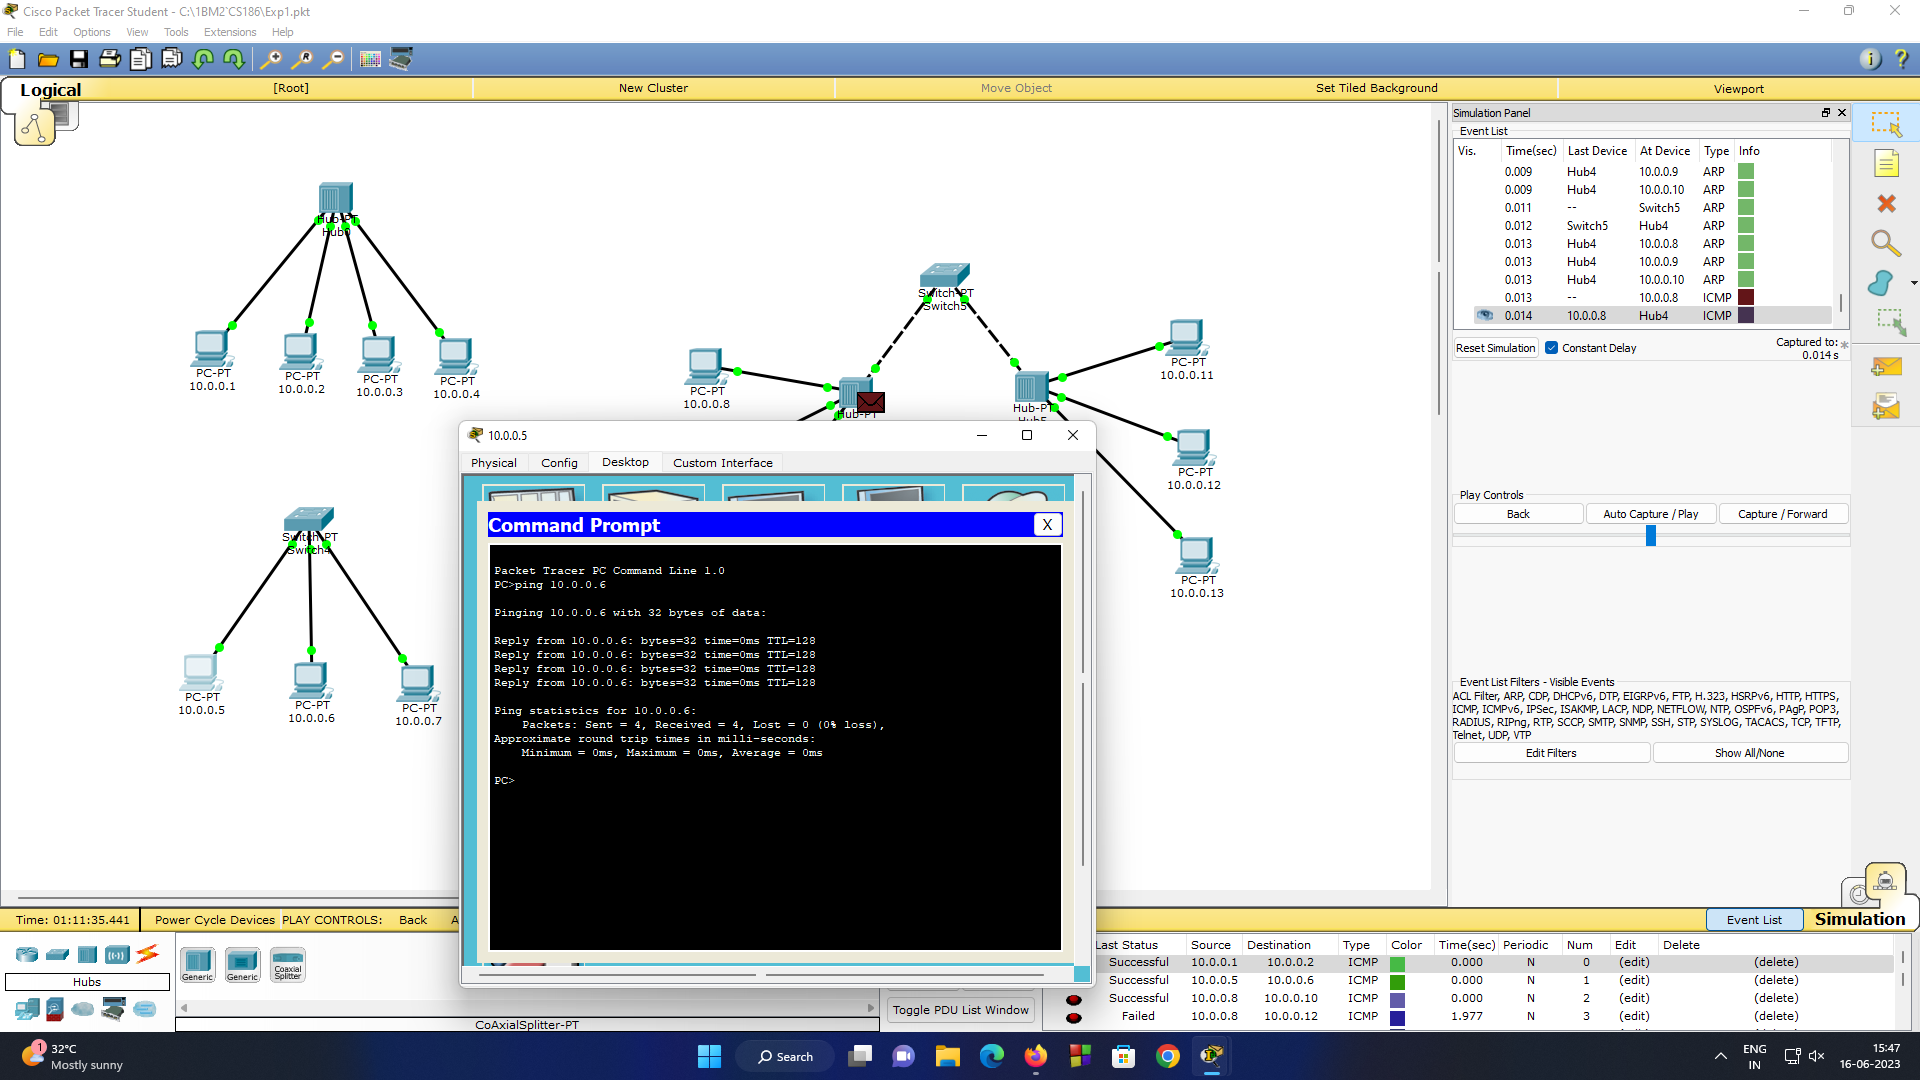 Cisco Packet Tracer Student - C:\1BM2`CS186\Exp1.pkt
File Edit Options View Tools Extensions Help
Logical [Root] New Cluster Move Object Set Tiled Background Viewport
Hub-PT
Hub0
PC-PT
10.0.0.1
PC-PT
10.0.0.2
PC-PT
10.0.0.3
PC-PT
10.0.0.4
Switch-PT
Switch5
PC-PT
10.0.0.8
Hub-PT
Hub-PT
Hub5
PC-PT
10.0.0.11
PC-PT
10.0.0.12
PC-PT
10.0.0.13
Switch-PT
Switch4
PC-PT
10.0.0.5
PC-PT
10.0.0.6
PC-PT
10.0.0.7
10.0.0.5
Physical Config Desktop Custom Interface
Command Prompt X
Packet Tracer PC Command Line 1.0
PC>ping 10.0.0.6
Pinging 10.0.0.6 with 32 bytes of data:
Reply from 10.0.0.6: bytes=32 time=0ms TTL=128
Reply from 10.0.0.6: bytes=32 time=0ms TTL=128
Reply from 10.0.0.6: bytes=32 time=0ms TTL=128
Reply from 10.0.0.6: bytes=32 time=0ms TTL=128
Ping statistics for 10.0.0.6:
Packets: Sent = 4, Received = 4, Lost = 0 (0% loss),
Approximate round trip times in milli-seconds:
Minimum = 0ms, Maximum = 0ms, Average = 0ms
PC>
Simulation Panel
Event List
Vis. Time(sec) Last Device At Device Type Info
0.009 Hub4 10.0.0.9 ARP
0.009 Hub4 10.0.0.10 ARP
0.011 -- Switch5 ARP
0.012 Switch5 Hub4 ARP
0.013 Hub4 10.0.0.8 ARP
0.013 Hub4 10.0.0.9 ARP
0.013 Hub4 10.0.0.10 ARP
0.013 -- 10.0.0.8 ICMP
0.014 10.0.0.8 Hub4 ICMP
Reset Simulation Constant Delay Captured to: *
0.014 s
Play Controls
Back Auto Capture / Play Capture / Forward
Event List Filters - Visible Events
ACL Filter, ARP, CDP, DHCPv6, DTP, EIGRPv6, FTP, H.323, HSRPv6, HTTP, HTTPS,
ICMP, ICMPv6, IPSec, ISAKMP, LACP, NDP, NETFLOW, NTP, OSPFv6, PAgP, POP3,
RADIUS, RIPng, RTP, SCCP, SMTP, SNMP, SSH, STP, SYSLOG, TACACS, TCP, TFTP,
Telnet, UDP, VTP
Edit Filters Show All/None
Time: 01:11:35.441 Power Cycle Devices PLAY CONTROLS: Back A
Event List Simulation
Hubs
Generic Generic Coaxial Splitter
CoAxialSplitter-PT
Toggle PDU List Window
Last Status Source Destination Type Color Time(sec) Periodic Num Edit Delete
Successful 10.0.0.1 10.0.0.2 ICMP 0.000 N 0 (edit) (delete)
Successful 10.0.0.5 10.0.0.6 ICMP 0.000 N 1 (edit) (delete)
Successful 10.0.0.8 10.0.0.10 ICMP 0.000 N 2 (edit) (delete)
Failed 10.0.0.8 10.0.0.12 ICMP 1.977 N 3 (edit) (delete)
1
32°C
Mostly sunny
Search
ENG
IN
15:47
16-06-2023